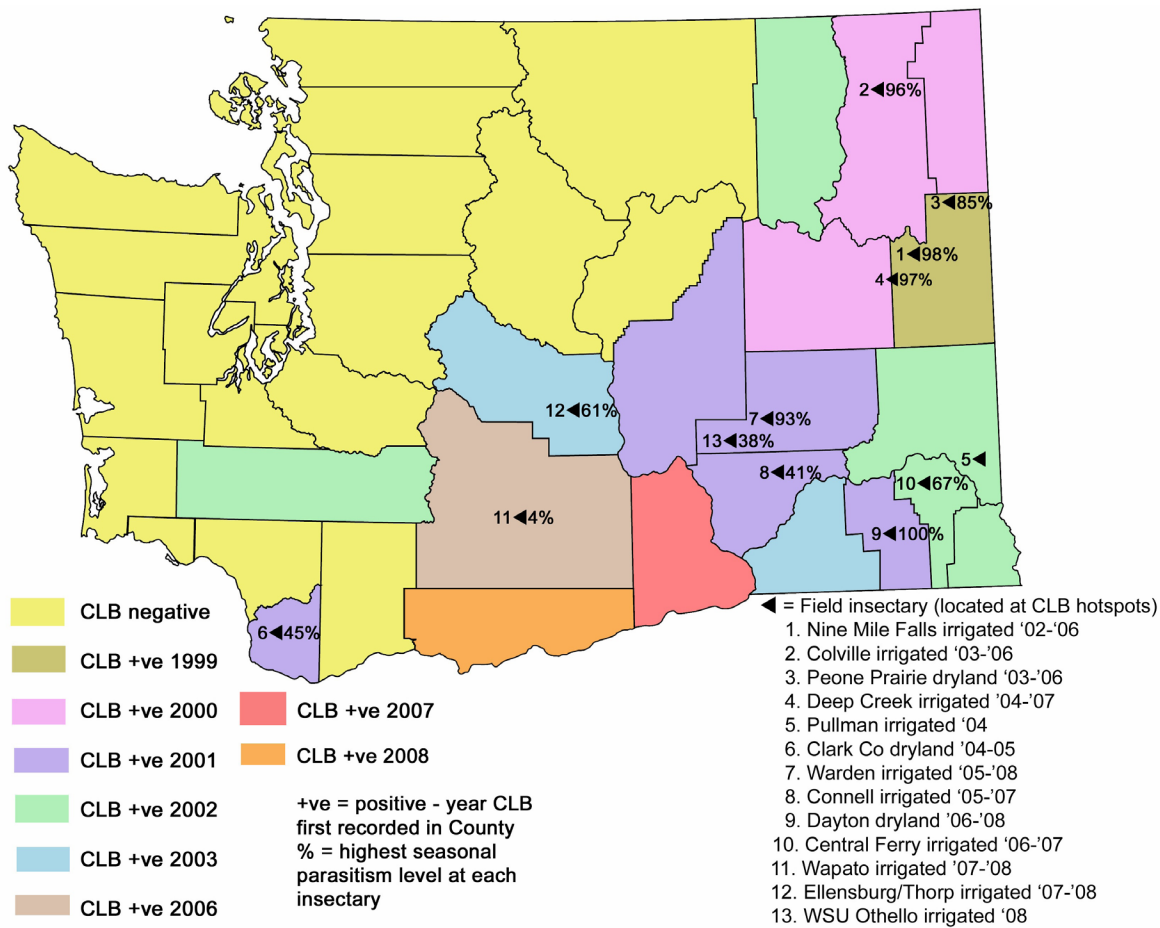 2◀96%
3◀85%
1◀98%
4◀97%
12◀61%
7◀93%
13◀38%
8◀41%
5◀
10◀67%
11◀4%
9◀100%
6◀45%
CLB negative
CLB +ve 1999
CLB +ve 2000
CLB +ve 2001
CLB +ve 2002
CLB +ve 2003
CLB +ve 2006
CLB +ve 2007
CLB +ve 2008
+ve = positive - year CLB
first recorded in County
% = highest seasonal
parasitism level at each
insectary
◀ = Field insectary (located at CLB hotspots)
1. Nine Mile Falls irrigated ‘02-‘06
2. Colville irrigated ‘03-’06
3. Peone Prairie dryland ‘03-’06
4. Deep Creek irrigated ‘04-’07
5. Pullman irrigated ‘04
6. Clark Co dryland ‘04-05
7. Warden irrigated ‘05-’08
8. Connell irrigated ‘05-’07
9. Dayton dryland ‘06-’08
10. Central Ferry irrigated ‘06-’07
11. Wapato irrigated ‘07-’08
12. Ellensburg/Thorp irrigated ‘07-’08
13. WSU Othello irrigated ‘08